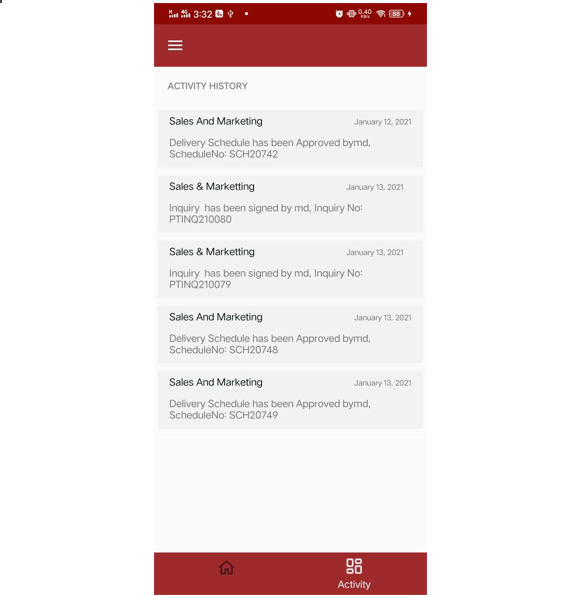 H 4G 3:32
0.40 KB/s 88
ACTIVITY HISTORY
Sales And Marketing January 12, 2021
Delivery Schedule has been Approved bymd,
ScheduleNo: SCH20742
Sales & Marketting January 13, 2021
Inquiry  has been signed by md, Inquiry No:
PTINQ210080
Sales & Marketting January 13, 2021
Inquiry  has been signed by md, Inquiry No:
PTINQ210079
Sales And Marketing January 13, 2021
Delivery Schedule has been Approved bymd,
ScheduleNo: SCH20748
Sales And Marketing January 13, 2021
Delivery Schedule has been Approved bymd,
ScheduleNo: SCH20749
Activity